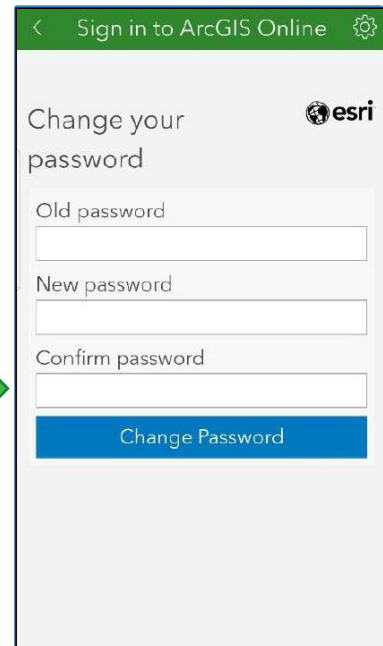 Sign in to ArcGIS Online
esri
Change your
password
Old password
New password
Confirm password
Change Password